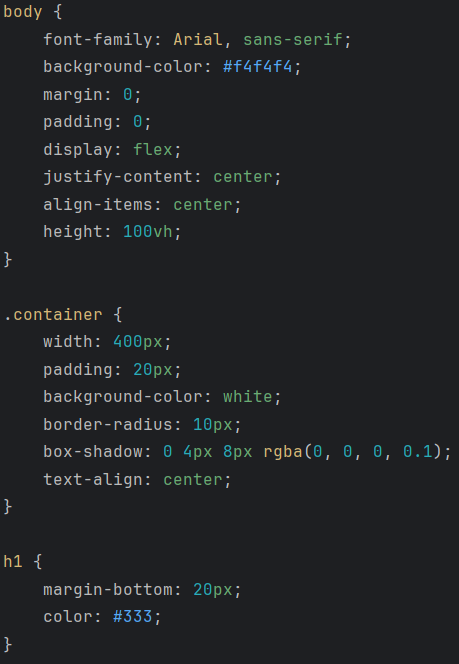 body {
    font-family: Arial, sans-serif;
    background-color: #f4f4f4;
    margin: 0;
    padding: 0;
    display: flex;
    justify-content: center;
    align-items: center;
    height: 100vh;
}

.container {
    width: 400px;
    padding: 20px;
    background-color: white;
    border-radius: 10px;
    box-shadow: 0 4px 8px rgba(0, 0, 0, 0.1);
    text-align: center;
}

h1 {
    margin-bottom: 20px;
    color: #333;
}